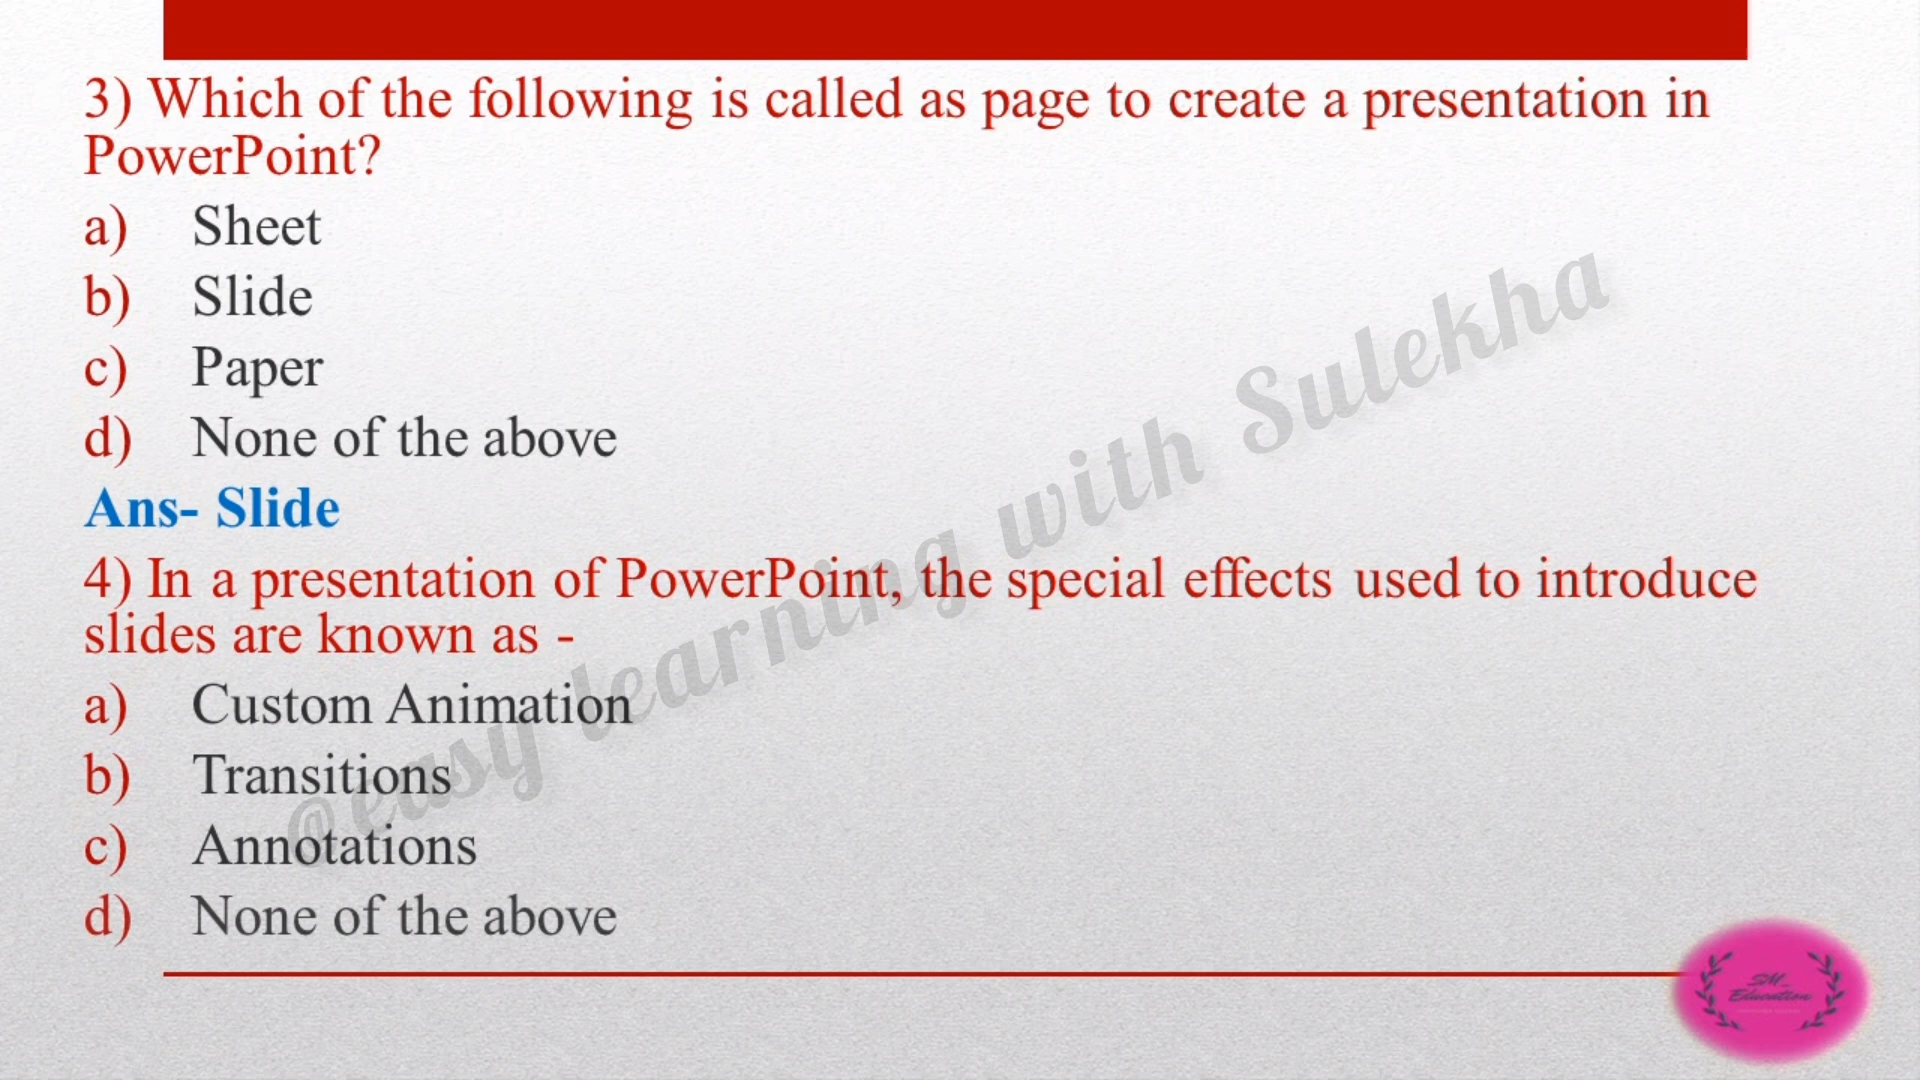 3) Which of the following is called as page to create a presentation in
PowerPoint?
a) Sheet
b) Slide
c) Paper
d) None of the above
Ans- Slide
4) In a presentation of PowerPoint, the special effects used to introduce
slides are known as -
a) Custom Animation
b) Transitions
c) Annotations
d) None of the above
@easy learning with Sulekha
SM
Education